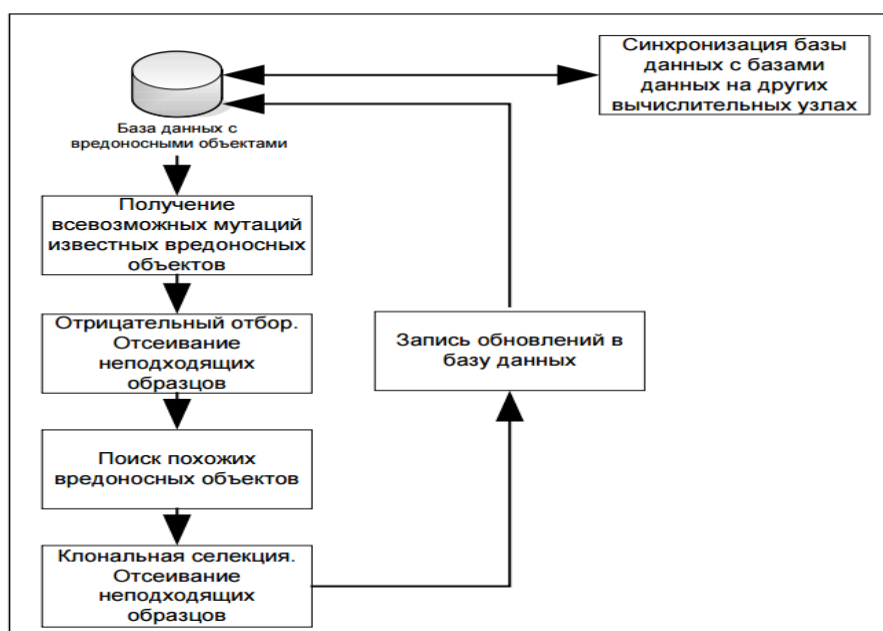 Синхронизация базы
данных с базами
данных на других
вычислительных узлах
База данных с
вредоносными объектами
Получение
всевозможных мутаций
известных вредоносных
объектов
Отрицательный отбор.
Отсеивание
неподходящих
образцов
Запись обновлений в
базу данных
Поиск похожих
вредоносных объектов
Клональная селекция.
Отсеивание
неподходящих
образцов